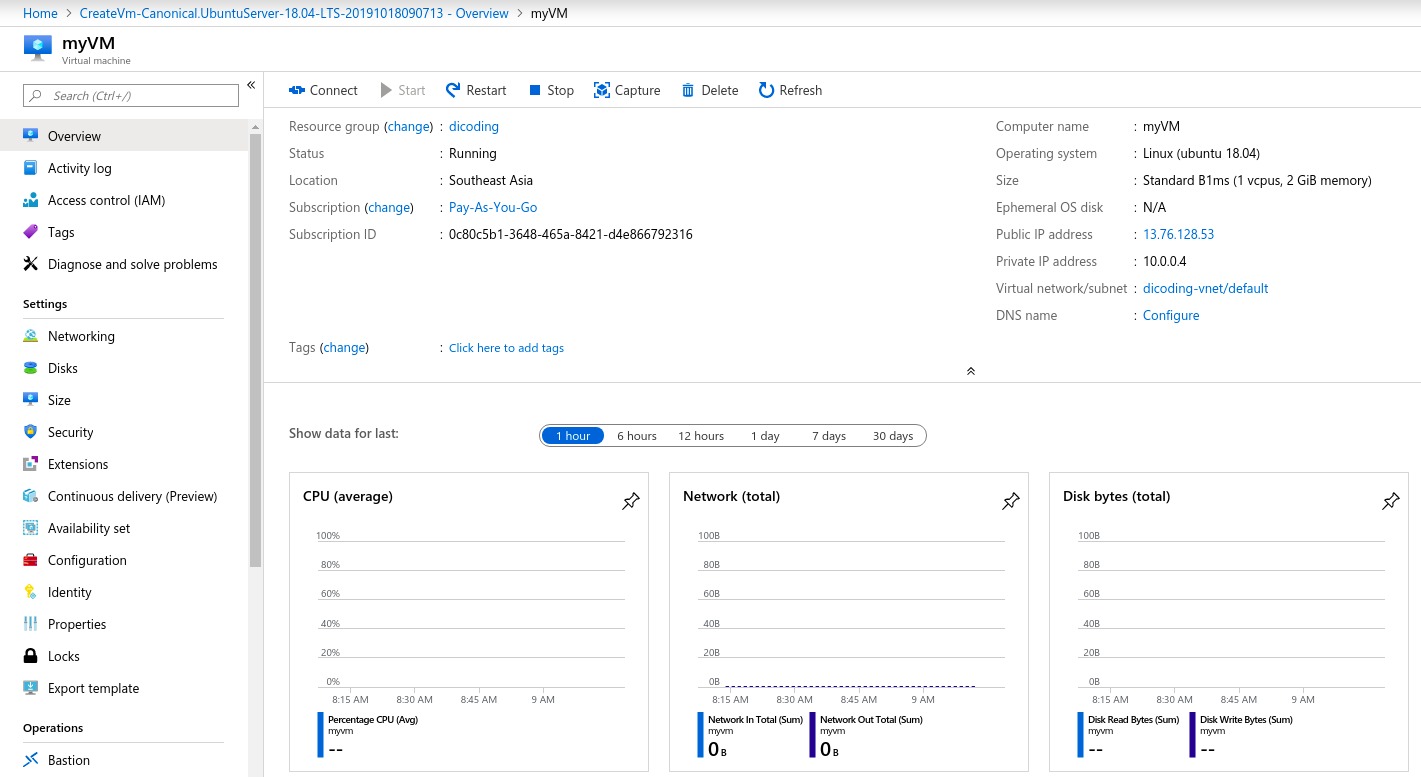 Home > CreateVm-Canonical.UbuntuServer-18.04-LTS-20191018090713 - Overview > myVM
myVM
Virtual machine
Search (Ctrl+/)
«
Overview
Activity log
Access control (IAM)
Tags
Diagnose and solve problems
Settings
Networking
Disks
Size
Security
Extensions
Continuous delivery (Preview)
Availability set
Configuration
Identity
Properties
Locks
Export template
Operations
Bastion
Connect Start Restart Stop Capture Delete Refresh
Resource group (change) : dicoding
Status : Running
Location : Southeast Asia
Subscription (change) : Pay-As-You-Go
Subscription ID : 0c80c5b1-3648-465a-8421-d4e866792316
Tags (change) : Click here to add tags
Computer name : myVM
Operating system : Linux (ubuntu 18.04)
Size : Standard B1ms (1 vcpus, 2 GiB memory)
Ephemeral OS disk : N/A
Public IP address : 13.76.128.53
Private IP address : 10.0.0.4
Virtual network/subnet : dicoding-vnet/default
DNS name : Configure
Show data for last: 1 hour 6 hours 12 hours 1 day 7 days 30 days
CPU (average)
100%
80%
60%
40%
20%
0%
8:15 AM 8:30 AM 8:45 AM 9 AM
Percentage CPU (Avg)
myvm
--
Network (total)
100B
80B
60B
40B
20B
0B
8:15 AM 8:30 AM 8:45 AM 9 AM
Network In Total (Sum) Network Out Total (Sum)
myvm myvm
0 B 0 B
Disk bytes (total)
100B
80B
60B
40B
20B
0B
8:15 AM 8:30 AM 8:45 AM 9 AM
Disk Read Bytes (Sum) Disk Write Bytes (Sum)
myvm myvm
-- --